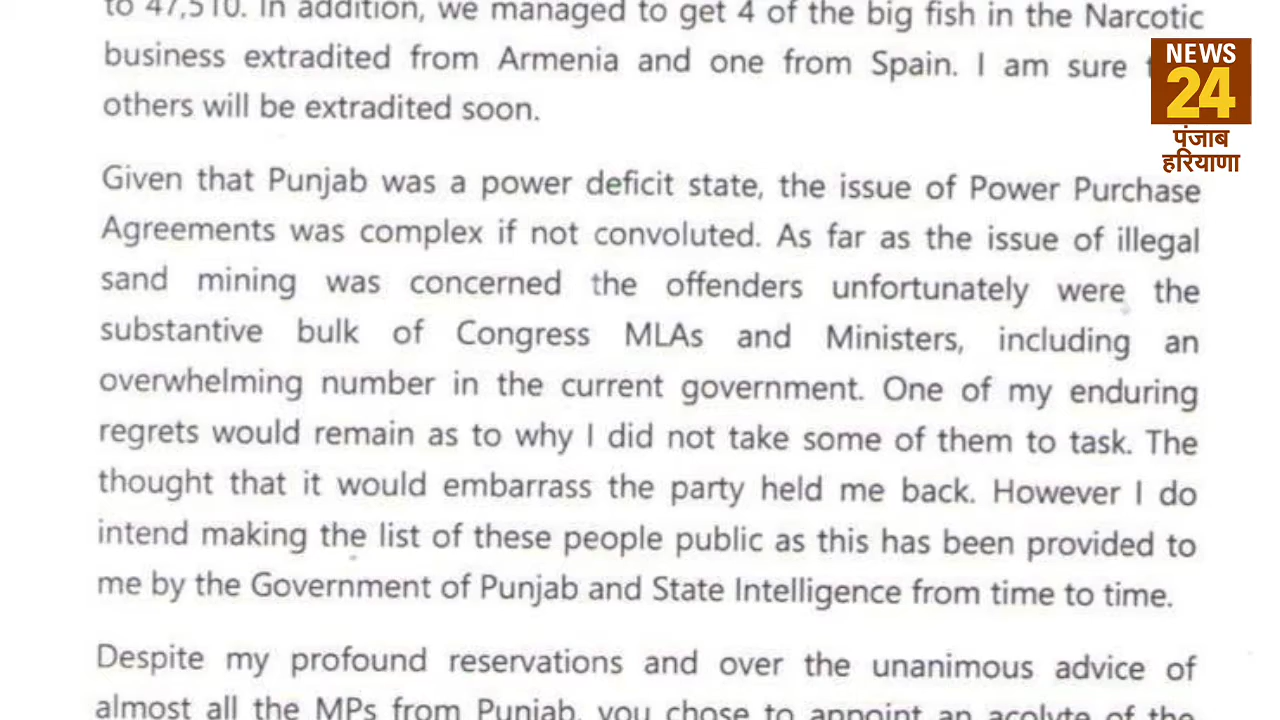 to 47,510. In addition, we managed to get 4 of the big fish in the Narcotic
business extradited from Armenia and one from Spain. I am sure
others will be extradited soon.
Given that Punjab was a power deficit state, the issue of Power Purchase
Agreements was complex if not convoluted. As far as the issue of illegal
sand mining was concerned the offenders unfortunately were the
substantive bulk of Congress MLAs and Ministers, including an
overwhelming number in the current government. One of my enduring
regrets would remain as to why I did not take some of them to task. The
thought that it would embarrass the party held me back. However I do
intend making the list of these people public as this has been provided to
me by the Government of Punjab and State Intelligence from time to time.
Despite my profound reservations and over the unanimous advice of
almost all the MPs from Punjab, you chose to appoint an acolyte of the
NEWS
24
पंजाब
हरियाणा